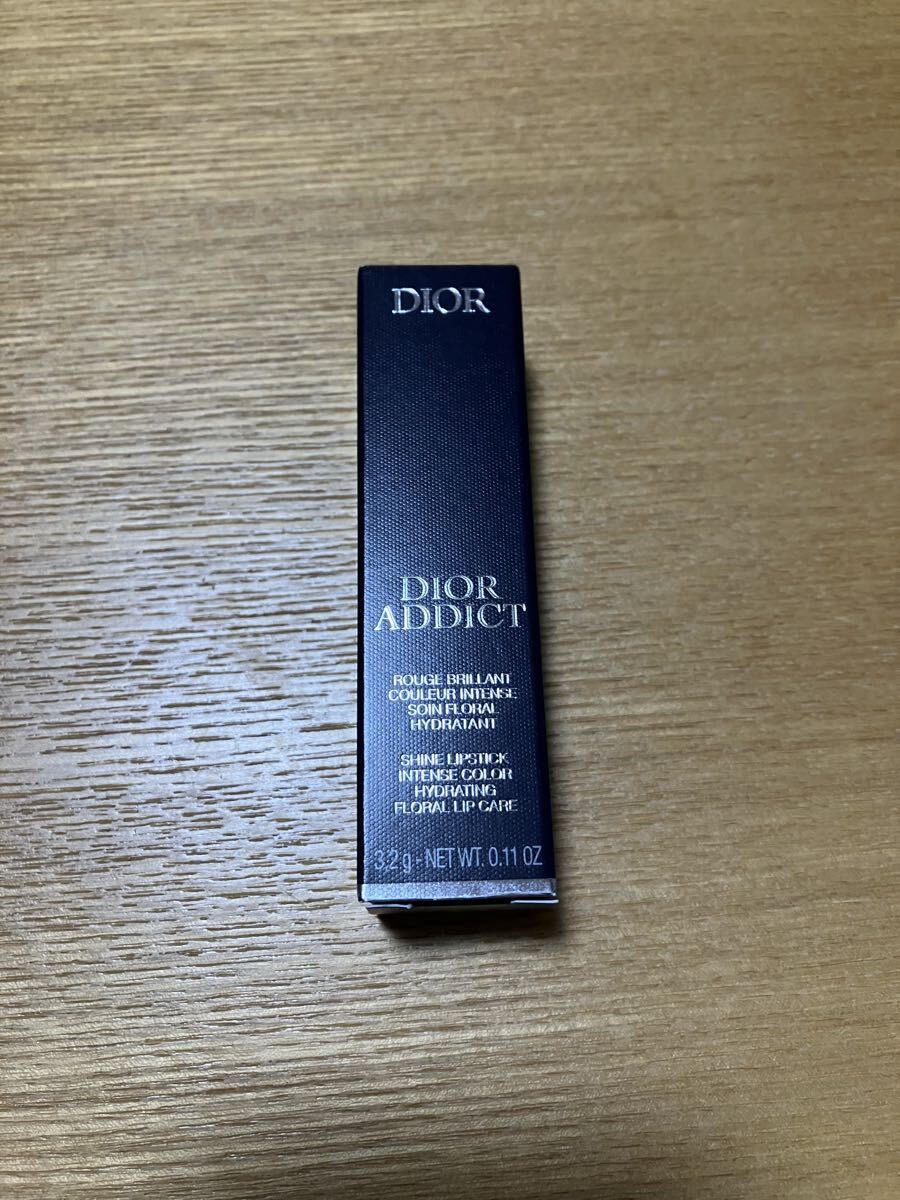 DIOR
DIOR
ADDICT
ROUGE BRILLANT
COULEUR INTENSE
SOIN FLORAL
HYDRATANT
SHINE LIPSTICK
INTENSE COLOR
HYDRATING
FLORAL LIP CARE
3.2 g - NET WT. 0.11 OZ